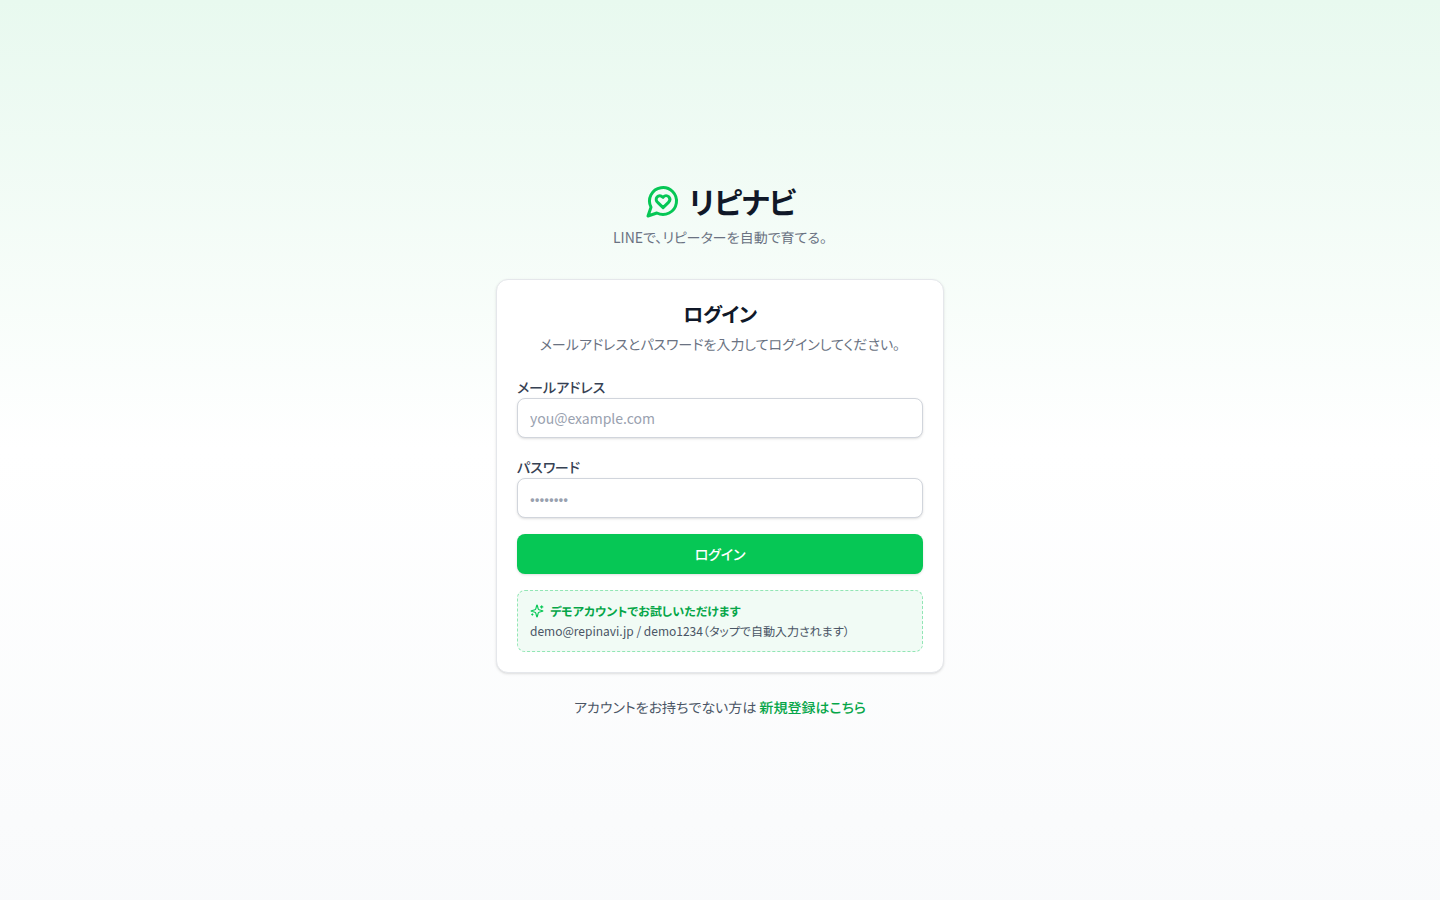 リピナビ
LINEで、リピーターを自動で育てる。
ログイン
メールアドレスとパスワードを入力してログインしてください。
メールアドレス
you@example.com
パスワード
••••••••
ログイン
デモアカウントでお試しいただけます
demo@repinavi.jp / demo1234（タップで自動入力されます）
アカウントをお持ちでない方は 新規登録はこちら